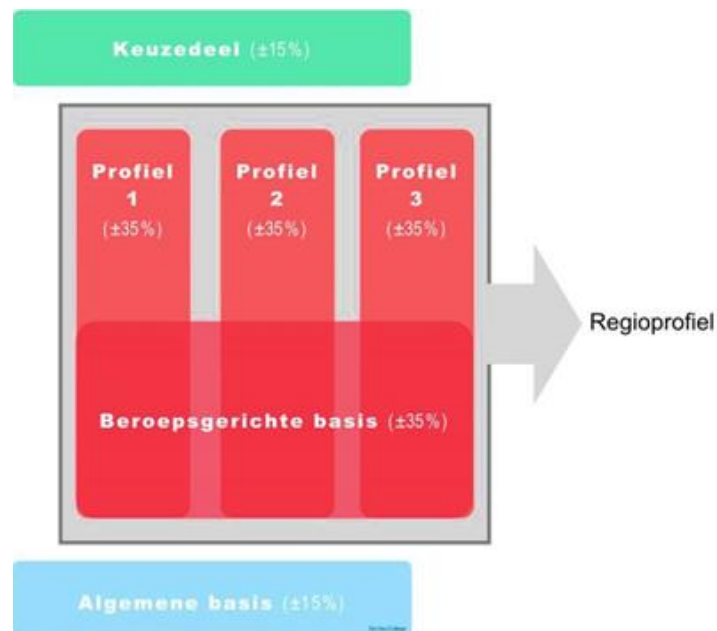 Keuzedeel (±15%)
Profiel
1
(±35%)
Profiel
2
(±35%)
Profiel
3
(±35%)
Regioprofiel
Beroepsgerichte basis (±35%)
Algemene basis (±15%)